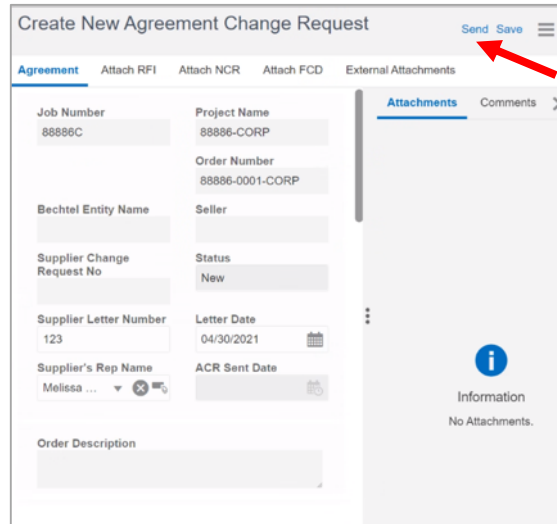 Create New Agreement Change Request
Send Save
Agreement Attach RFI Attach NCR Attach FCD External Attachments
Attachments Comments
Job Number Project Name
88886C 88886-CORP
Order Number
88886-0001-CORP
Bechtel Entity Name Seller
Supplier Change Status
Request No
New
Supplier Letter Number Letter Date
123 04/30/2021
Supplier's Rep Name ACR Sent Date
Melissa ...
Information
No Attachments.
Order Description